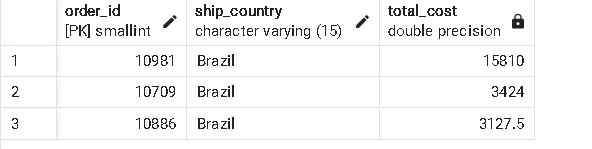 order_id ship_country total_cost
[PK] smallint character varying (15) double precision
1 10981 Brazil 15810
2 10709 Brazil 3424
3 10886 Brazil 3127.5